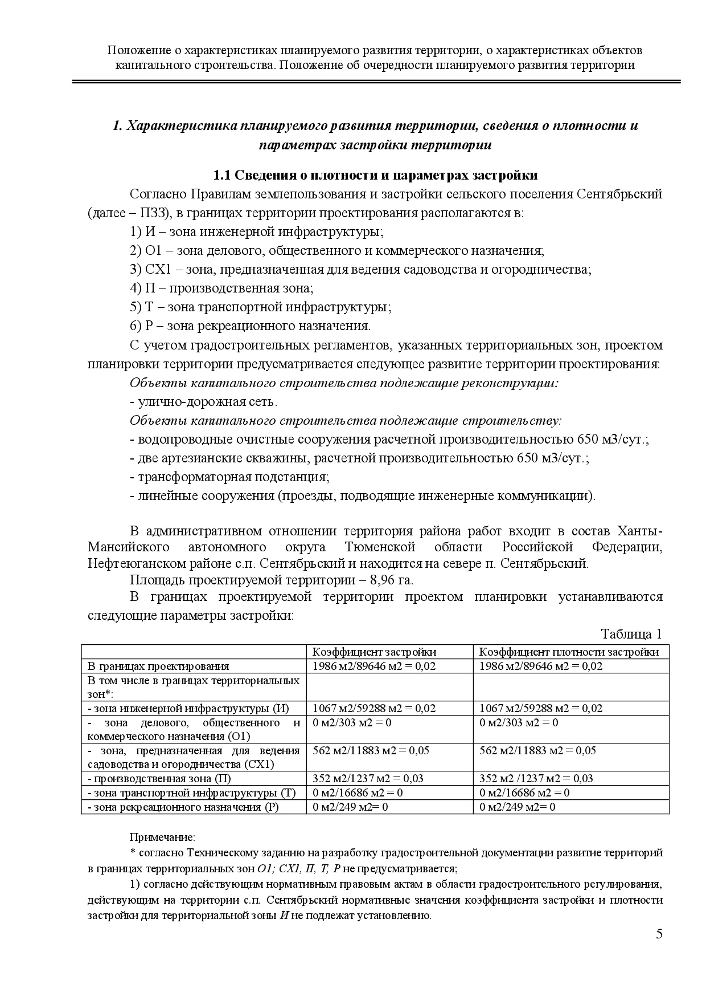 Положение о характеристиках планируемого развития территории, о характеристиках объектов
капитального строительства. Положение об очередности планируемого развития территории
1. Характеристика планируемого развития территории, сведения о плотности и
параметрах застройки территории
1.1 Сведения о плотности и параметрах застройки
Согласно Правилам землепользования и застройки сельского поселения Сентябрьский
(далее – ПЗЗ), в границах территории проектирования располагаются в:
1) И – зона инженерной инфраструктуры;
2) О1 – зона делового, общественного и коммерческого назначения;
3) СХ1 – зона, предназначенная для ведения садоводства и огородничества;
4) П – производственная зона;
5) Т – зона транспортной инфраструктуры;
6) Р – зона рекреационного назначения.
С учетом градостроительных регламентов, указанных территориальных зон, проектом
планировки территории предусматривается следующее развитие территории проектирования:
Объекты капитального строительства подлежащие реконструкции:
- улично-дорожная сеть.
Объекты капитального строительства подлежащие строительству:
- водопроводные очистные сооружения расчетной производительностью 650 м3/сут.;
- две артезианские скважины, расчетной производительностью 650 м3/сут.;
- трансформаторная подстанция;
- линейные сооружения (проезды, подводящие инженерные коммуникации).
В административном отношении территория района работ входит в состав Ханты-
Мансийского автономного округа Тюменской области Российской Федерации,
Нефтеюганском районе с.п. Сентябрьский и находится на севере п. Сентябрьский.
Площадь проектируемой территории – 8,96 га.
В границах проектируемой территории проектом планировки устанавливаются
следующие параметры застройки:
Таблица 1
Коэффициент застройки Коэффициент плотности застройки
В границах проектирования 1986 м2/89646 м2 = 0,02 1986 м2/89646 м2 = 0,02
В том числе в границах территориальных
зон*:
- зона инженерной инфраструктуры (И) 1067 м2/59288 м2 = 0,02 1067 м2/59288 м2 = 0,02
- зона делового, общественного и 0 м2/303 м2 = 0 0 м2/303 м2 = 0
коммерческого назначения (О1)
- зона, предназначенная для ведения 562 м2/11883 м2 = 0,05 562 м2/11883 м2 = 0,05
садоводства и огородничества (СХ1)
- производственная зона (П) 352 м2/1237 м2 = 0,03 352 м2 /1237 м2 = 0,03
- зона транспортной инфраструктуры (Т) 0 м2/16686 м2 = 0 0 м2/16686 м2 = 0
- зона рекреационного назначения (Р) 0 м2/249 м2= 0 0 м2/249 м2= 0
Примечание:
* согласно Техническому заданию на разработку градостроительной документации развитие территорий
в границах территориальных зон О1; СХ1, П, Т, Р не предусматривается;
1) согласно действующим нормативным правовым актам в области градостроительного регулирования,
действующим на территории с.п. Сентябрьский нормативные значения коэффициента застройки и плотности
застройки для территориальной зоны И не подлежат установлению.
5